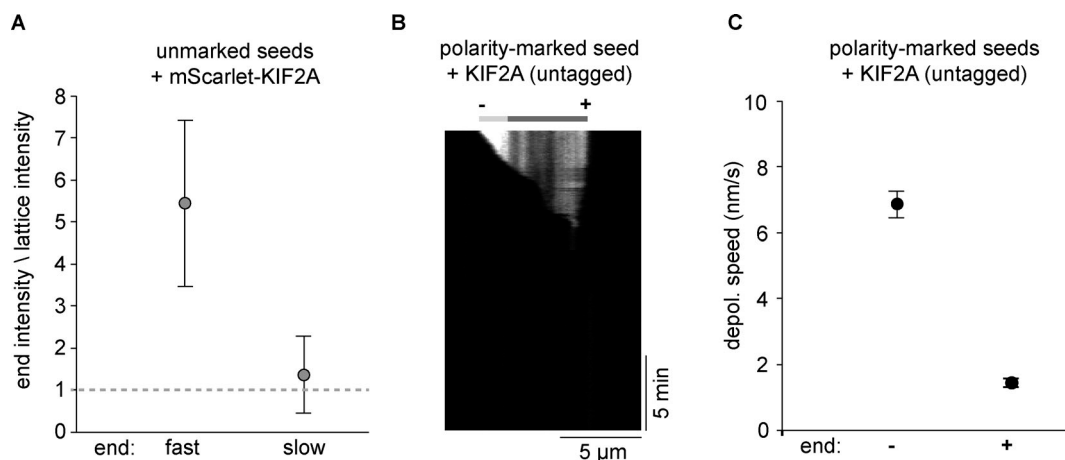 A
unmarked seeds
+ mScarlet-KIF2A
end intensity \ lattice intensity
8
7
6
5
4
3
2
1
0
end: fast slow
B
polarity-marked seed
+ KIF2A (untagged)
- +
5 min
5 µm
C
polarity-marked seeds
+ KIF2A (untagged)
depol. speed (nm/s)
10
8
6
4
2
0
end: - +